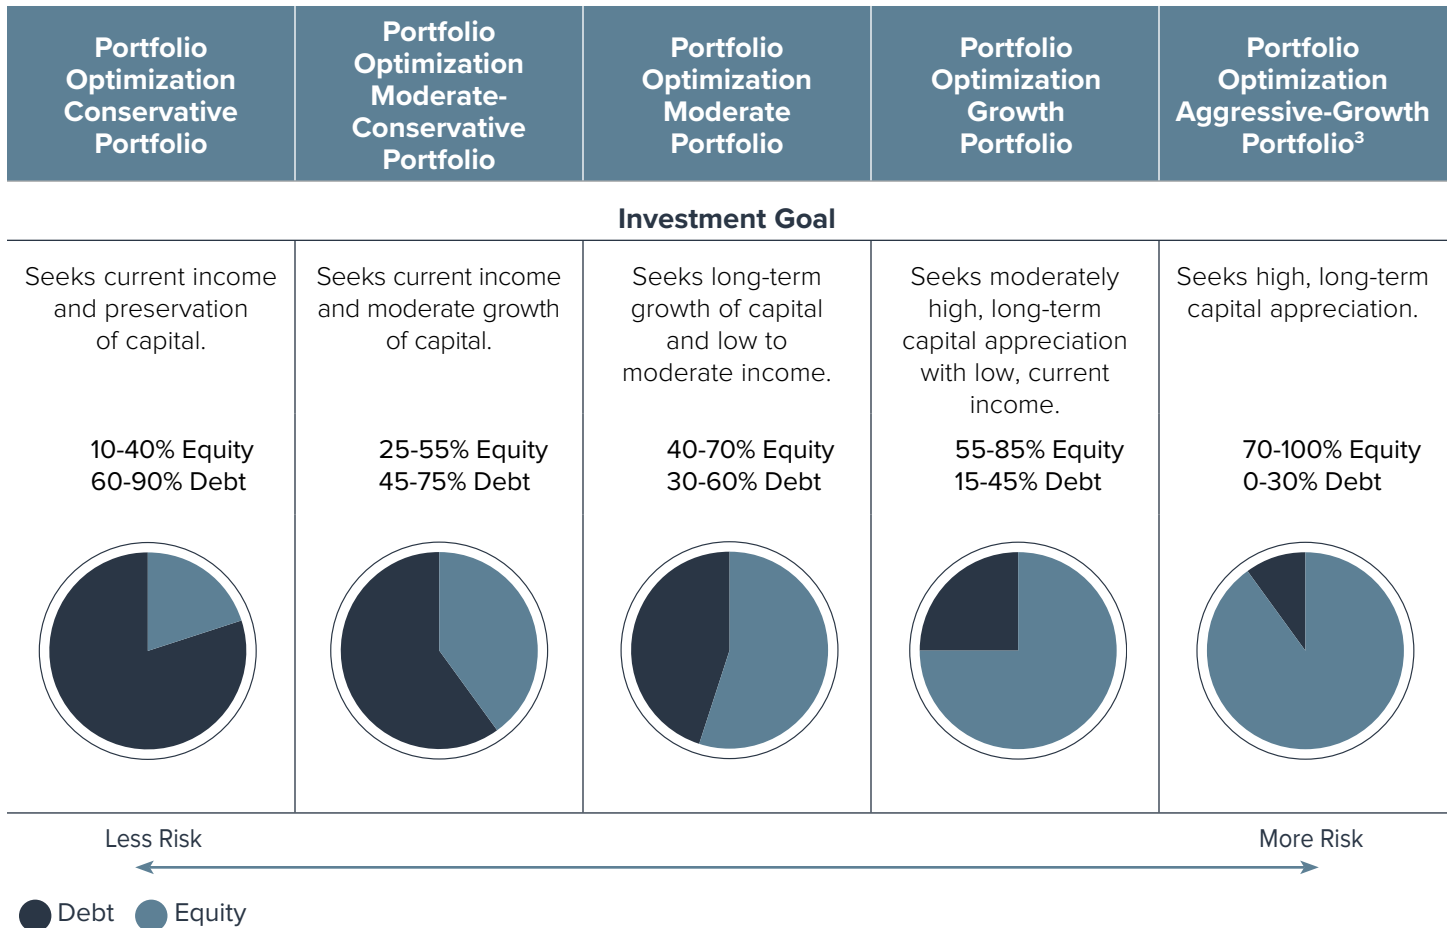 Portfolio
Optimization
Conservative
Portfolio
Portfolio
Optimization
Moderate-
Conservative
Portfolio
Portfolio
Optimization
Moderate
Portfolio
Portfolio
Optimization
Growth
Portfolio
Portfolio
Optimization
Aggressive-Growth
Portfolio³
Investment Goal
Seeks current income
and preservation
of capital.
Seeks current income
and moderate growth
of capital.
Seeks long-term
growth of capital
and low to
moderate income.
Seeks moderately
high, long-term
capital appreciation
with low, current
income.
Seeks high, long-term
capital appreciation.
10-40% Equity
60-90% Debt
25-55% Equity
45-75% Debt
40-70% Equity
30-60% Debt
55-85% Equity
15-45% Debt
70-100% Equity
0-30% Debt
Less Risk
More Risk
Debt
Equity